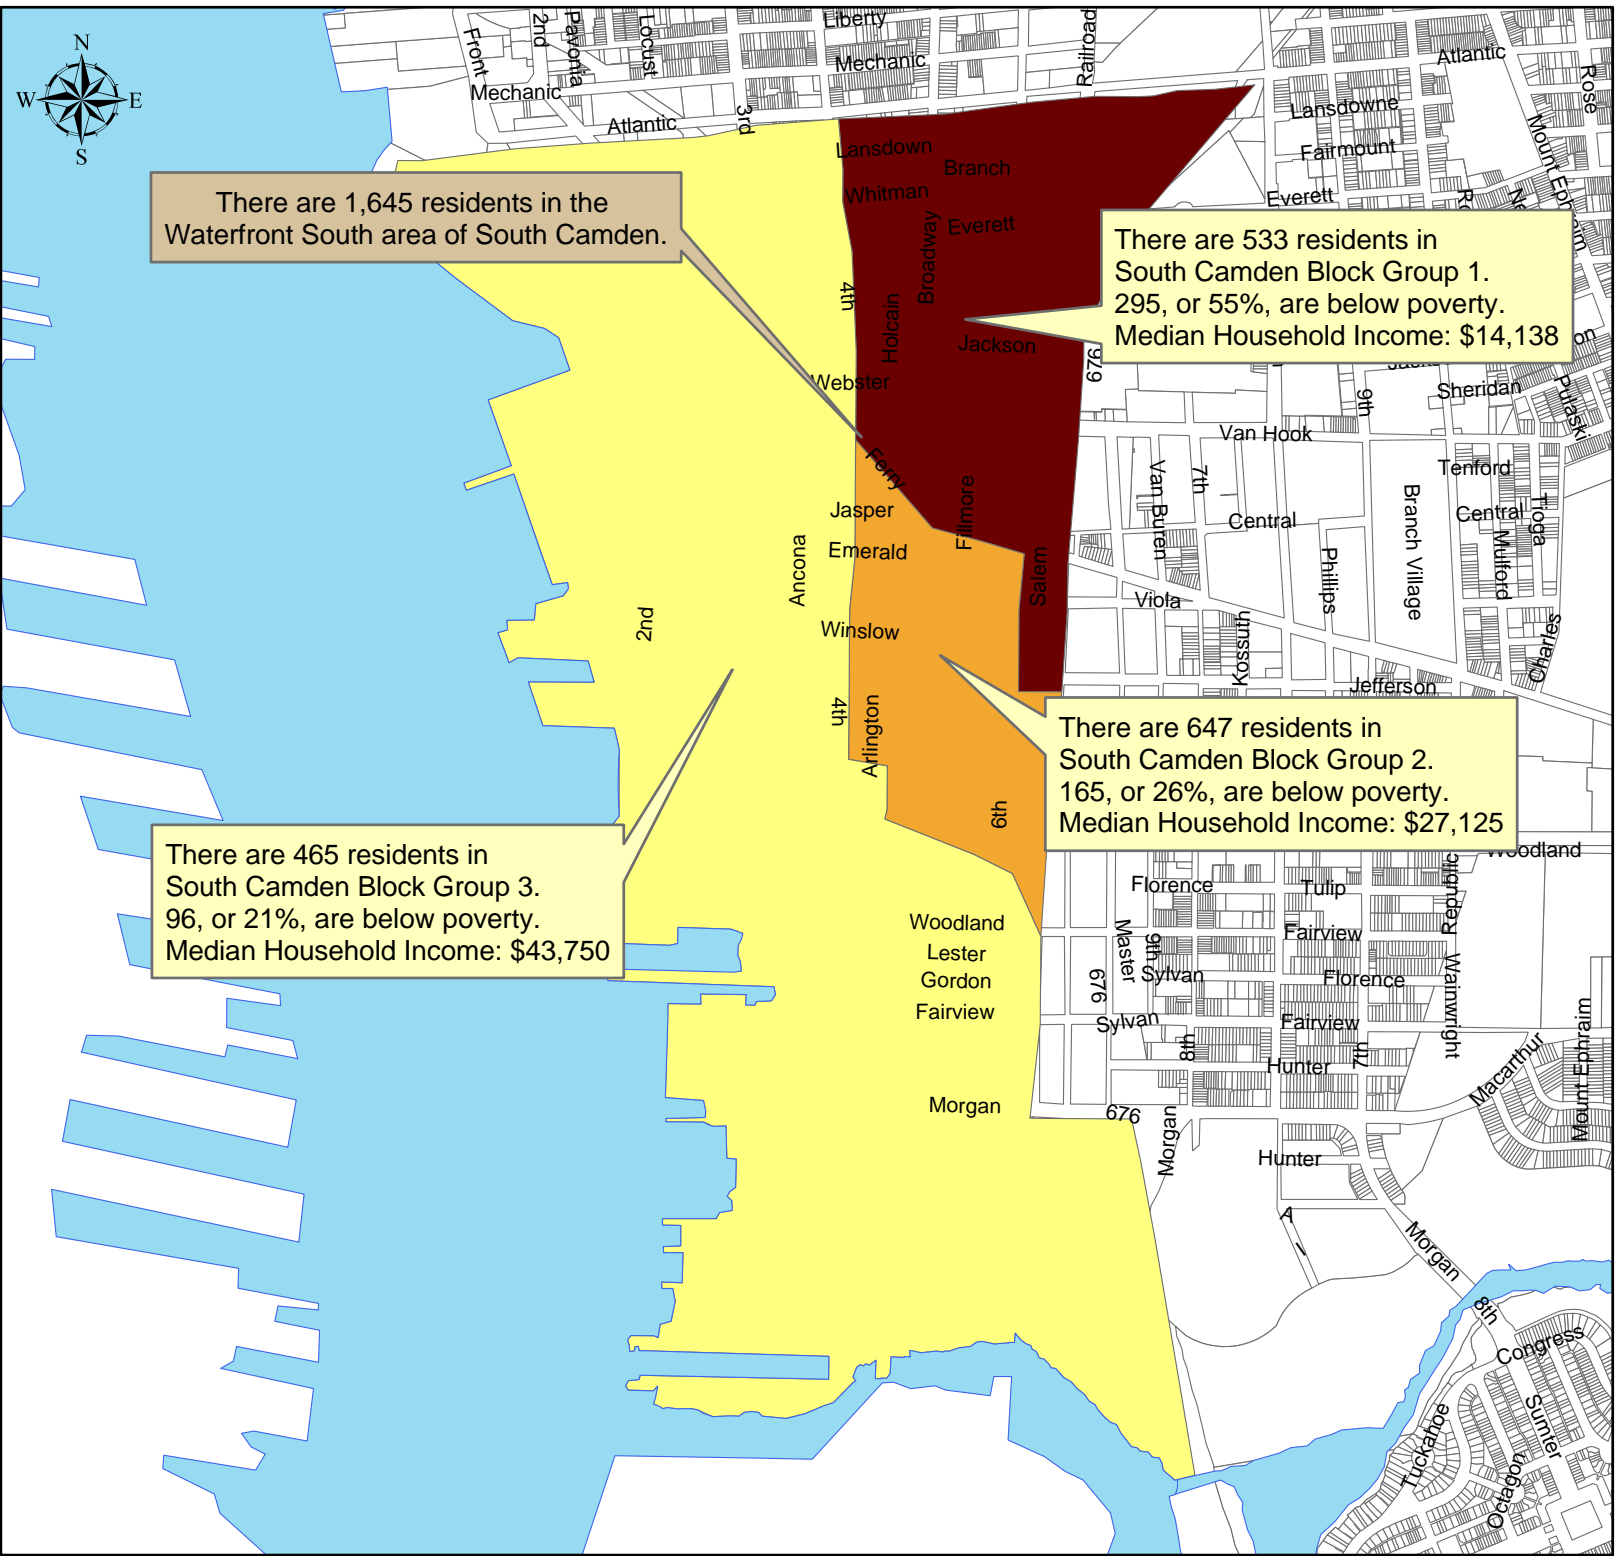 N
W E
S
Front
2nd
Pavonia
Locust
Liberty
Mechanic
Railroad
Atlantic
Rose
Mechanic
Atlantic
3rd
Lansdowne
Fairmount
Mount Ephraim
Everett
Lansdown
Branch
Whitman
Everett
Broadway
4th
Holcain
Jackson
Webster
There are 1,645 residents in the
Waterfront South area of South Camden.
There are 533 residents in
South Camden Block Group 1.
295, or 55%, are below poverty.
Median Household Income: $14,138
676
9th
Sheridan
Pulaski
Van Hook
Ferry
Fillmore
Van Buren
7th
Tenford
Central
Branch Village
Central
Tioga
Mulford
Jasper
Emerald
Ancona
Salem
Phillips
Viola
2nd
Winslow
Kossuth
Charles
Jefferson
4th
Arlington
6th
There are 647 residents in
South Camden Block Group 2.
165, or 26%, are below poverty.
Median Household Income: $27,125
There are 465 residents in
South Camden Block Group 3.
96, or 21%, are below poverty.
Median Household Income: $43,750
Woodland
Florence
Tulip
Republic
Woodland
Lester
Gordon
Fairview
Master
9th
Fairview
Sylvan
Florence
Wainwright
676
Sylvan
Fairview
8th
Hunter
7th
Macarthur
Mount Ephraim
Morgan
676
Morgan
Hunter
A
I
Morgan
8th
Congress
Sumter
Tuckahoe
Octagon